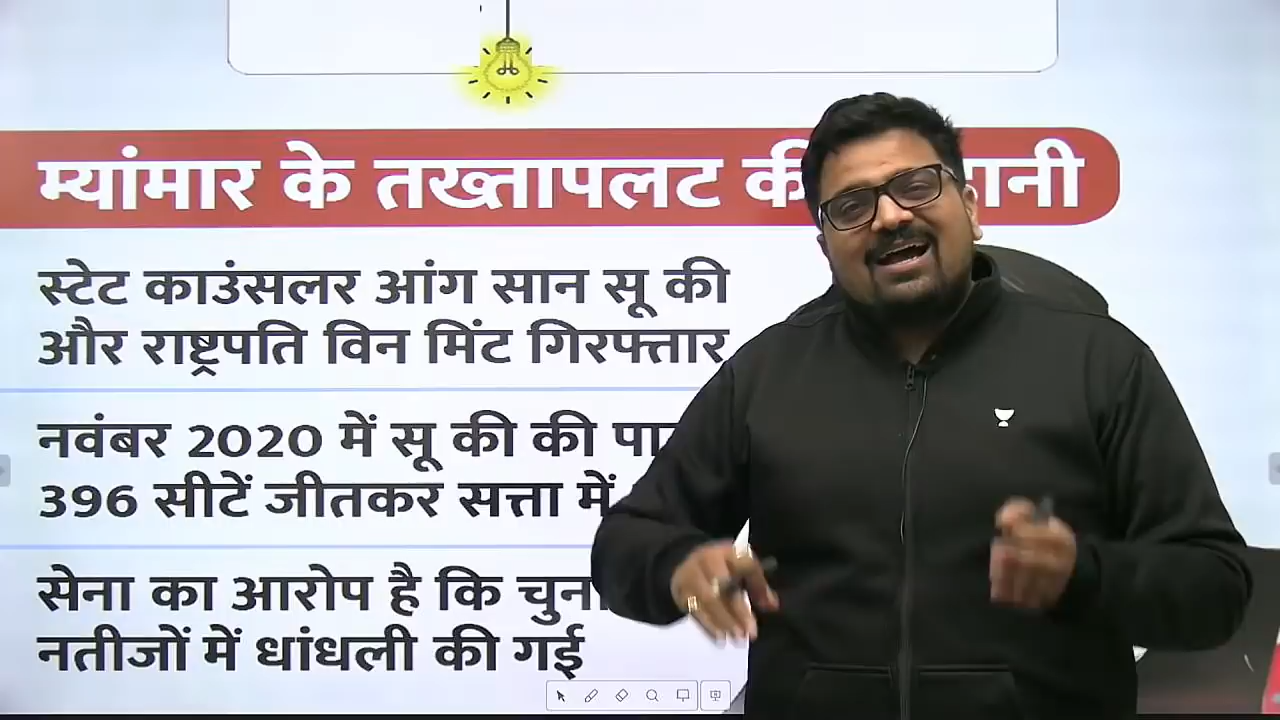 म्यांमार के तख्तापलट की
स्टेट काउंसलर आंग सान सू की
और राष्ट्रपति विन मिंट गिरफ्तार
नवंबर 2020 में सू की की
396 सीटें जीतकर सत्ता में
सेना का आरोप है कि
नतीजों में धांधली की गई